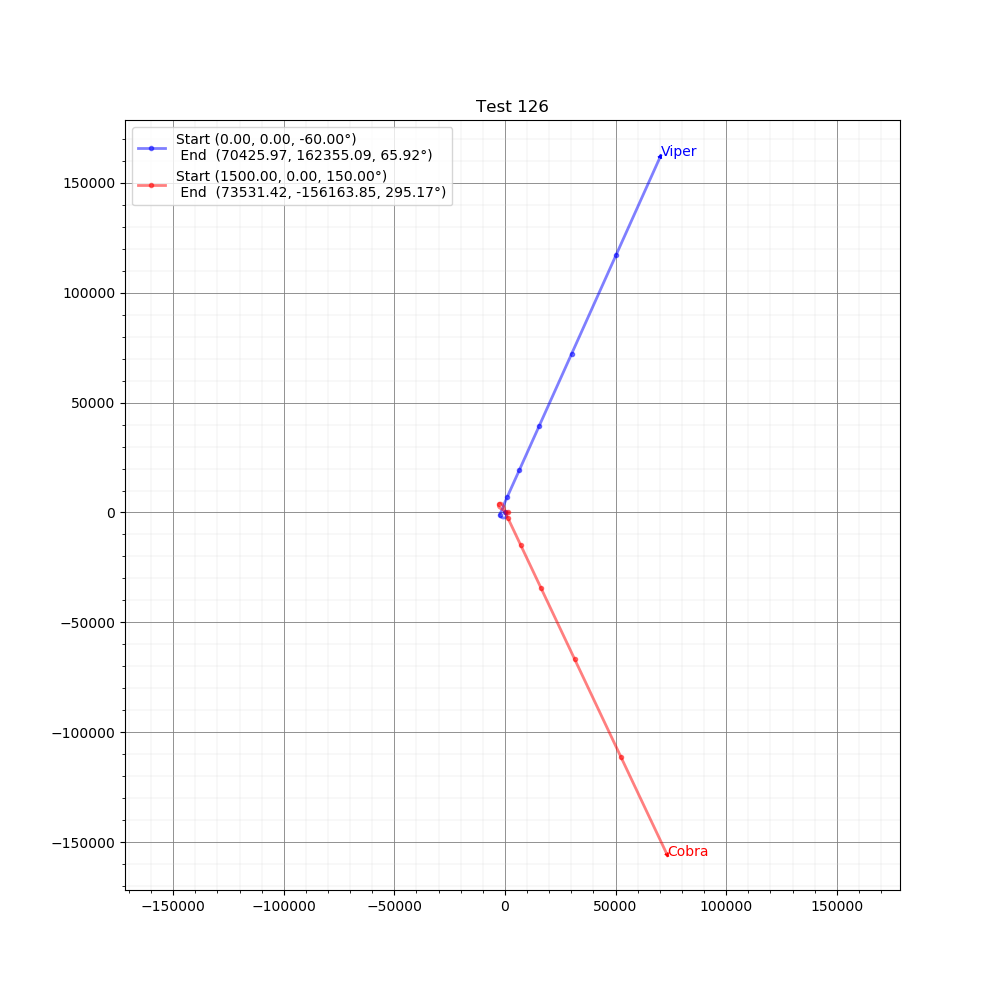 Test 126
Start (0.00, 0.00, -60.00°)
End (70425.97, 162355.09, 65.92°)
Start (1500.00, 0.00, 150.00°)
End (73531.42, -156163.85, 295.17°)
Viper
Cobra
150000
100000
50000
0
−50000
−100000
−150000
−150000 −100000 −50000 0 50000 100000 150000